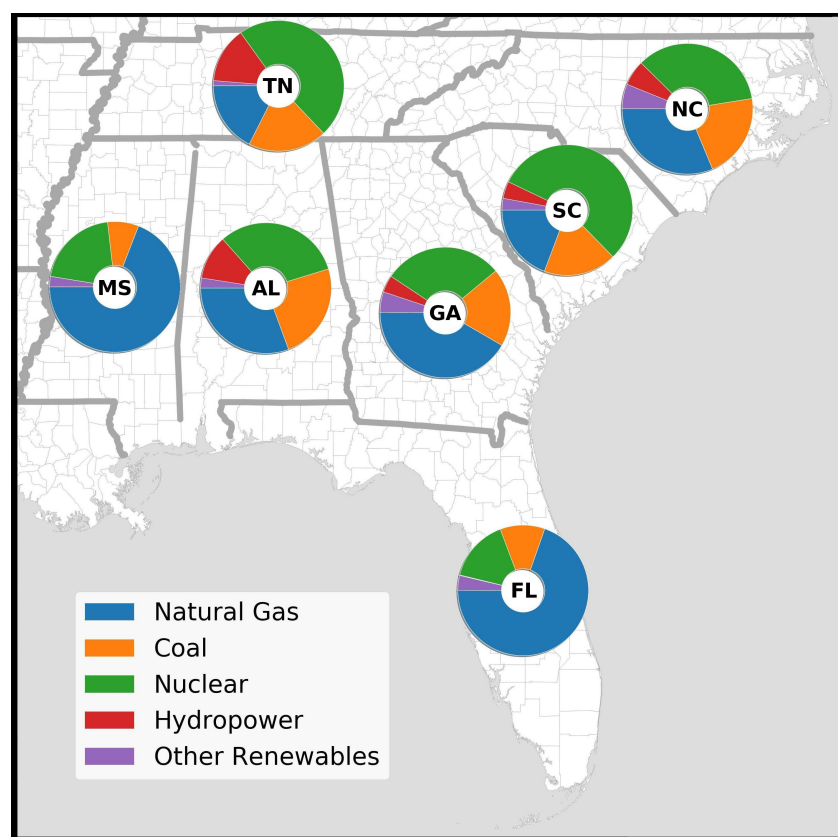 TN
NC
SC
MS
AL
GA
FL
Natural Gas
Coal
Nuclear
Hydropower
Other Renewables